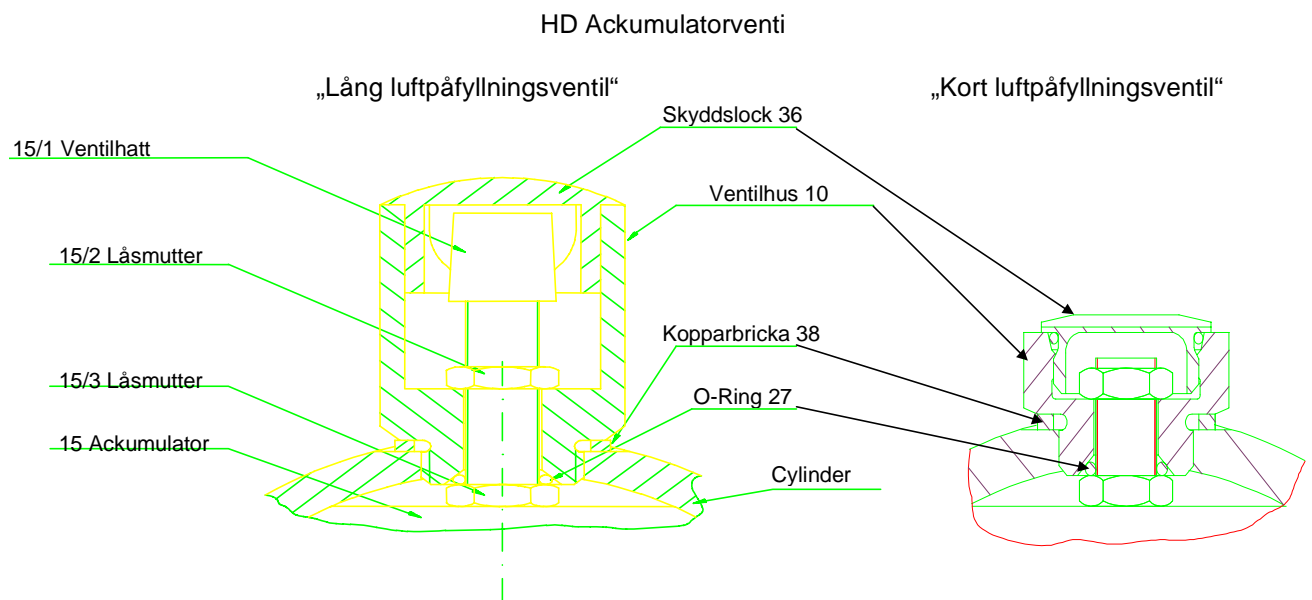 HD Ackumulatorventi
„Lång luftpåfyllningsventil“
„Kort luftpåfyllningsventil“
Skyddslock 36
15/1 Ventilhatt
Ventilhus 10
15/2 Låsmutter
Kopparbricka 38
15/3 Låsmutter
O-Ring 27
15 Ackumulator
Cylinder